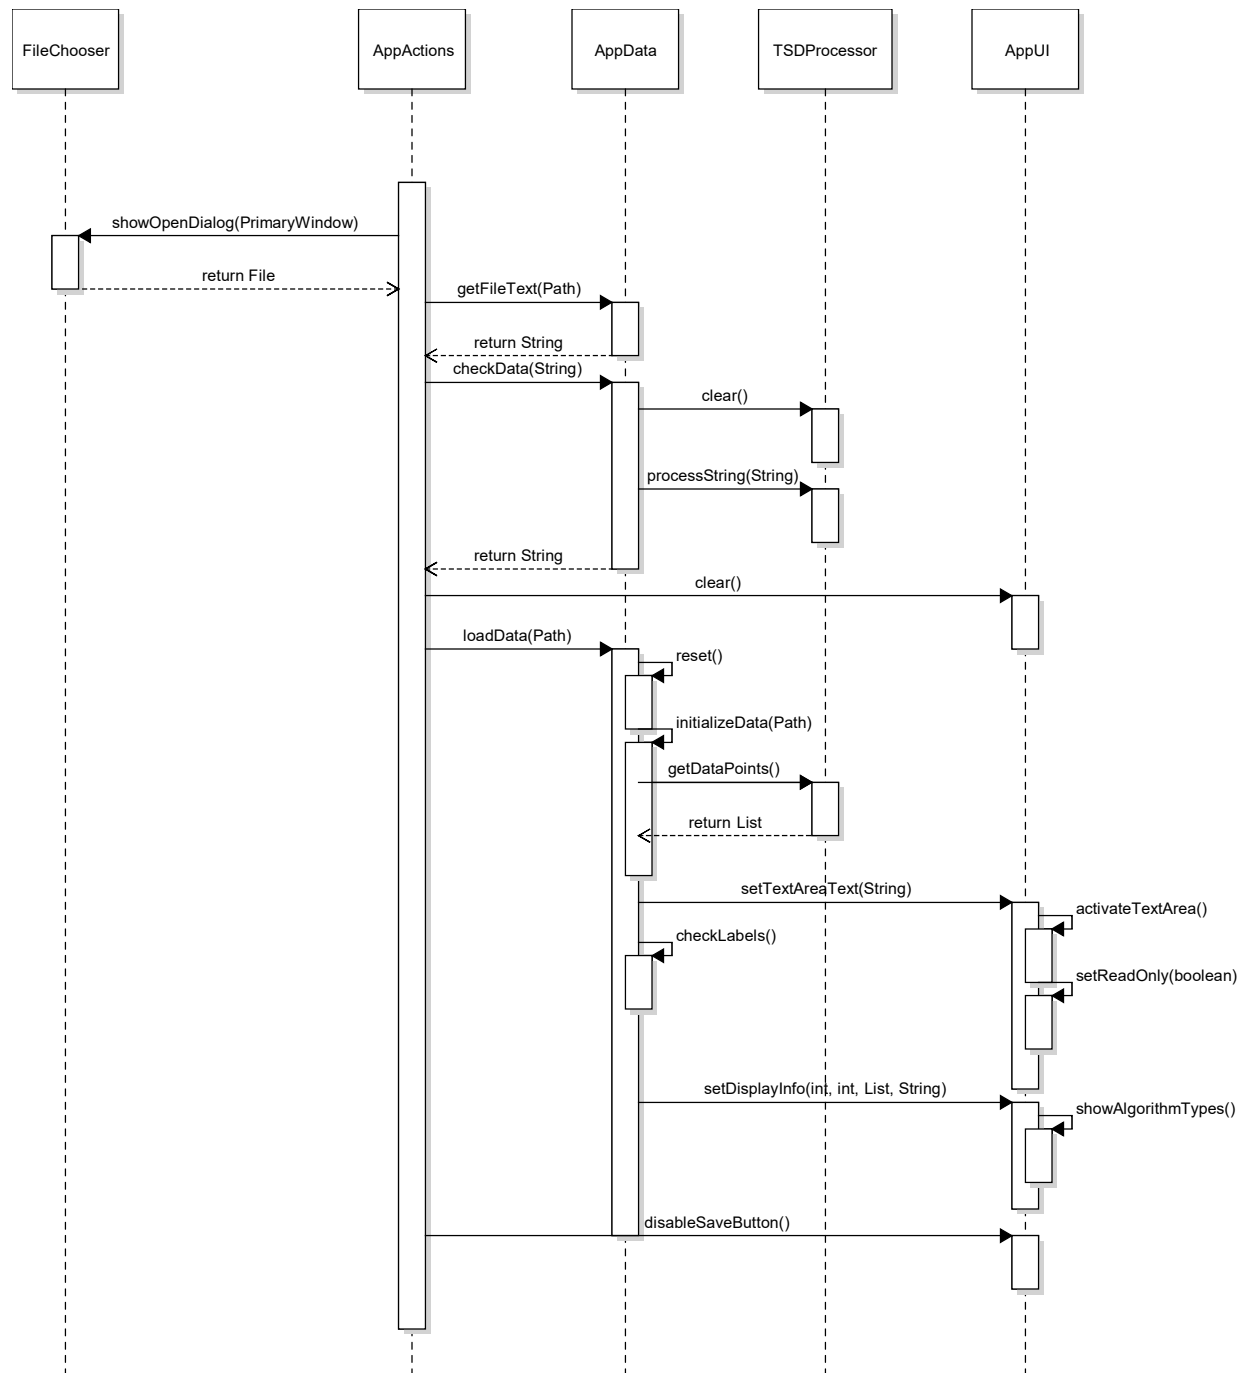 FileChooser
AppActions
AppData
TSDProcessor
AppUI
showOpenDialog(PrimaryWindow)
return File
getFileText(Path)
return String
checkData(String)
clear()
processString(String)
return String
clear()
loadData(Path)
reset()
initializeData(Path)
getDataPoints()
return List
setTextAreaText(String)
activateTextArea()
checkLabels()
setReadOnly(boolean)
setDisplayInfo(int, int, List, String)
showAlgorithmTypes()
disableSaveButton()